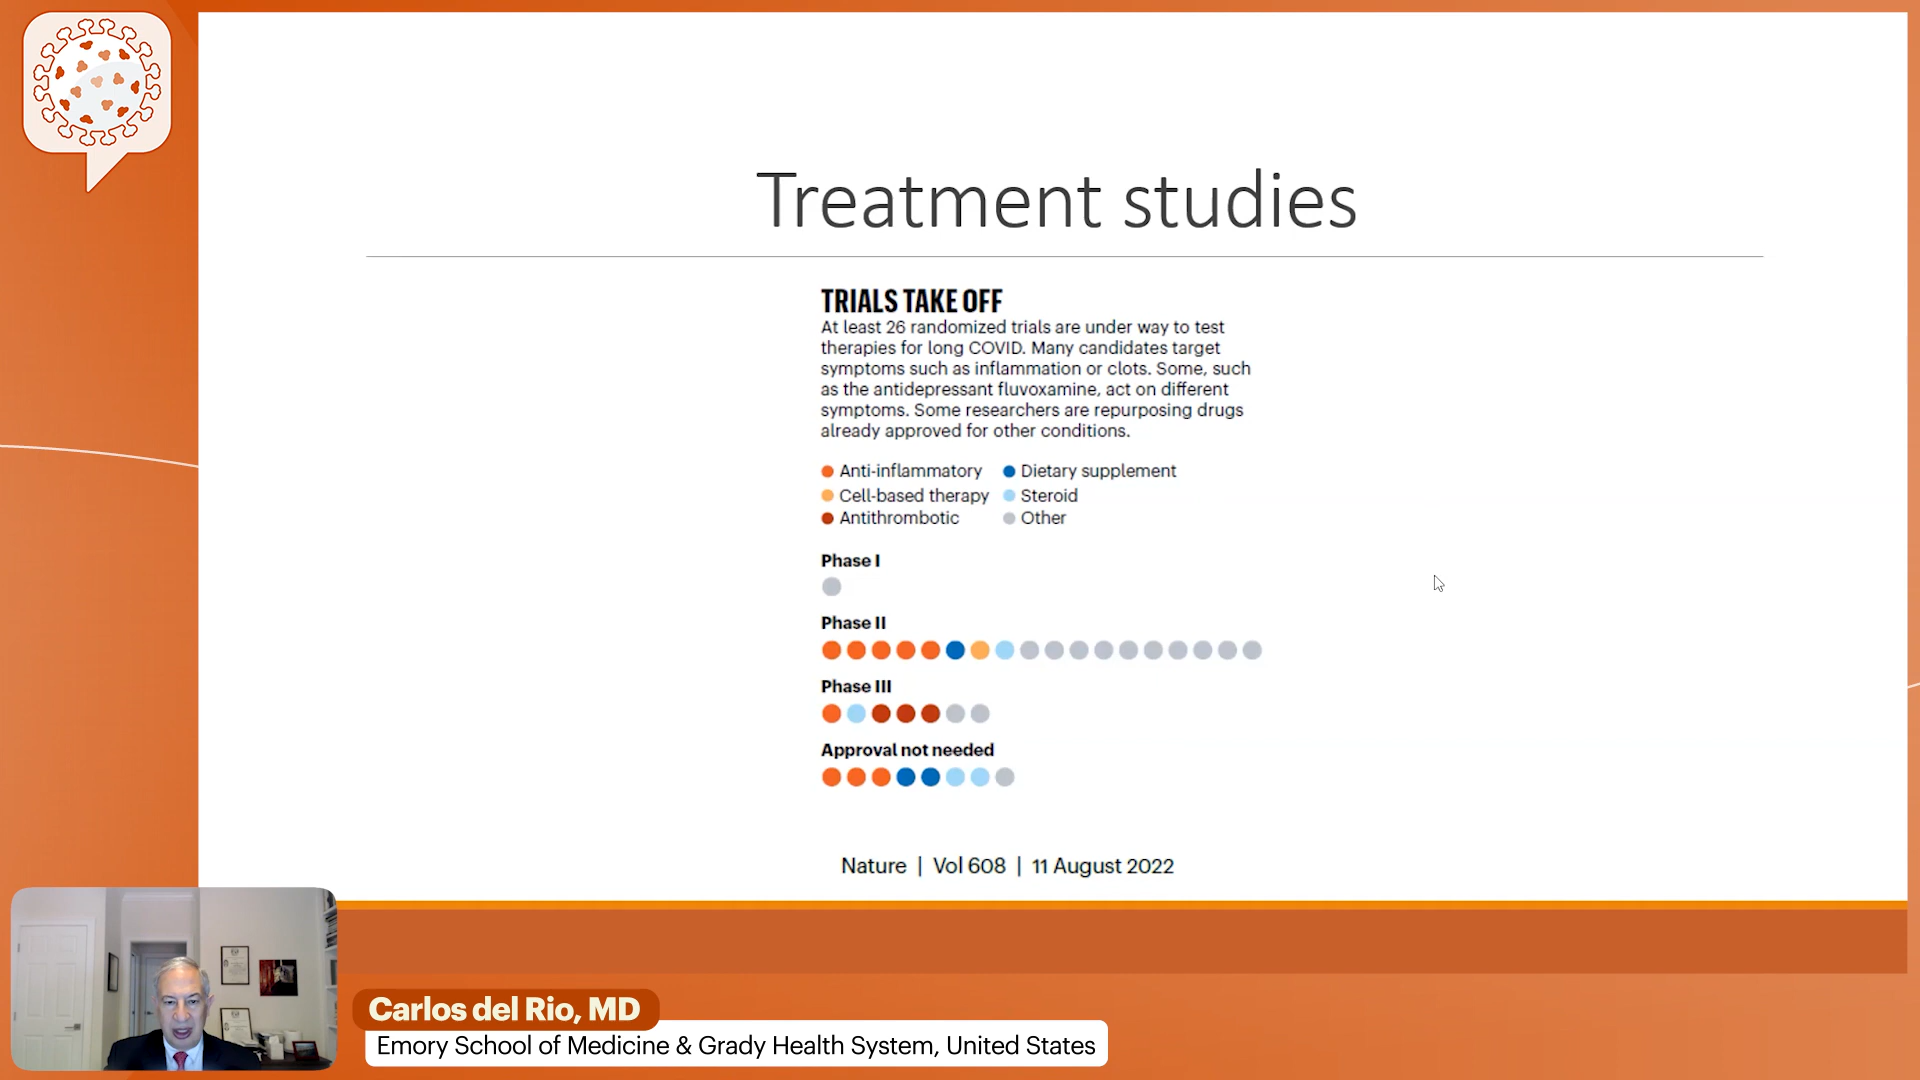 Treatment studies
TRIALS TAKE OFF
At least 26 randomized trials are under way to test
therapies for long COVID. Many candidates target
symptoms such as inflammation or clots. Some, such
as the antidepressant fluvoxamine, act on different
symptoms. Some researchers are repurposing drugs
already approved for other conditions.
Anti-inflammatory
Dietary supplement
Cell-based therapy
Steroid
Antithrombotic
Other
Phase I
Phase II
Phase III
Approval not needed
Nature | Vol 608 | 11 August 2022
Carlos del Rio, MD
Emory School of Medicine & Grady Health System, United States